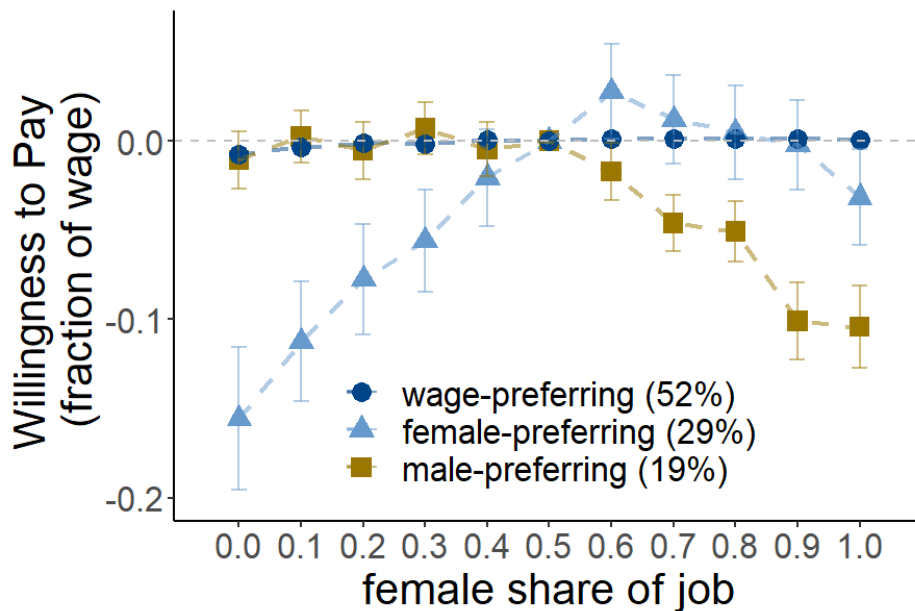 Willingness to Pay
(fraction of wage)
0.0
-0.1
-0.2
wage-preferring (52%)
female-preferring (29%)
male-preferring (19%)
0.0 0.1 0.2 0.3 0.4 0.5 0.6 0.7 0.8 0.9 1.0
female share of job